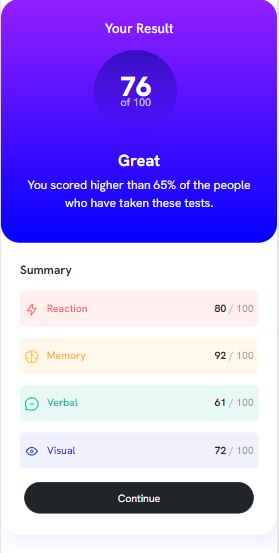 Your Result
76
of 100
Great
You scored higher than 65% of the people
who have taken these tests.
Summary
Reaction 80 / 100
Memory 92 / 100
Verbal 61 / 100
Visual 72 / 100
Continue